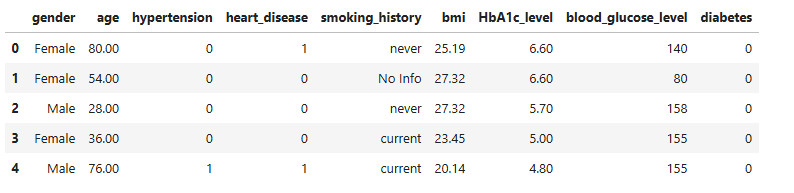 gender age hypertension heart_disease smoking_history bmi HbA1c_level blood_glucose_level diabetes
0 Female 80.00 0 1 never 25.19 6.60 140 0
1 Female 54.00 0 0 No Info 27.32 6.60 80 0
2 Male 28.00 0 0 never 27.32 5.70 158 0
3 Female 36.00 0 0 current 23.45 5.00 155 0
4 Male 76.00 1 1 current 20.14 4.80 155 0